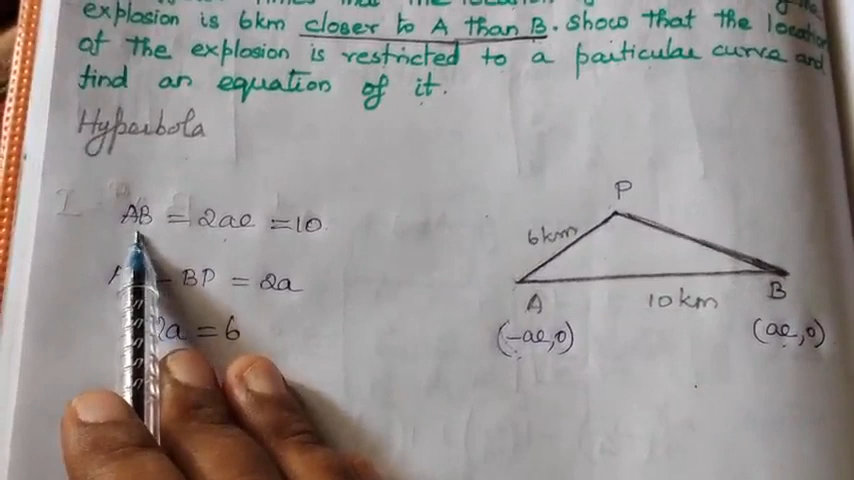 explosion is 6km closer to A than B. Show that the location
of the explosion is restricted to a particular curve and
find an equation of it.
Hyperbola
AB = 2ae = 10
- BP = 2a
2a = 6
P
6km
A
10km
B
(-ae,0)
(ae,0)